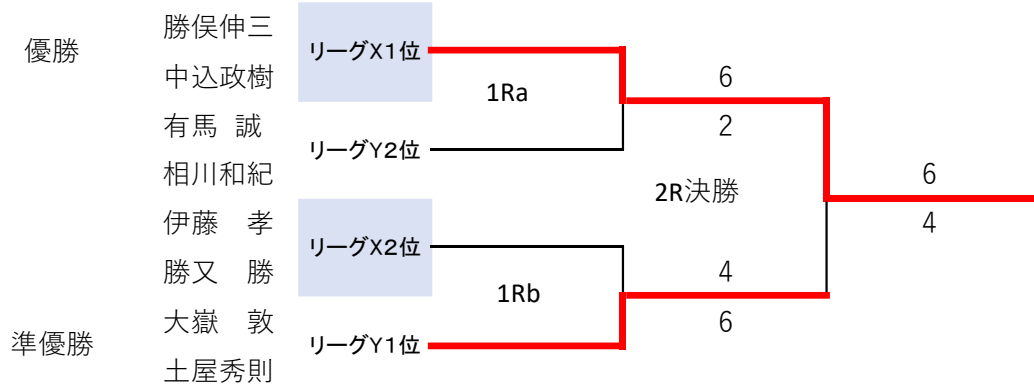 優勝
勝俣伸三
中込政樹
リーグX1位
1Ra
6
2
有馬 誠
相川和紀
リーグY2位
2R決勝
6
4
伊藤　孝
勝又　勝
リーグX2位
1Rb
4
6
準優勝
大嶽　敦
土屋秀則
リーグY1位